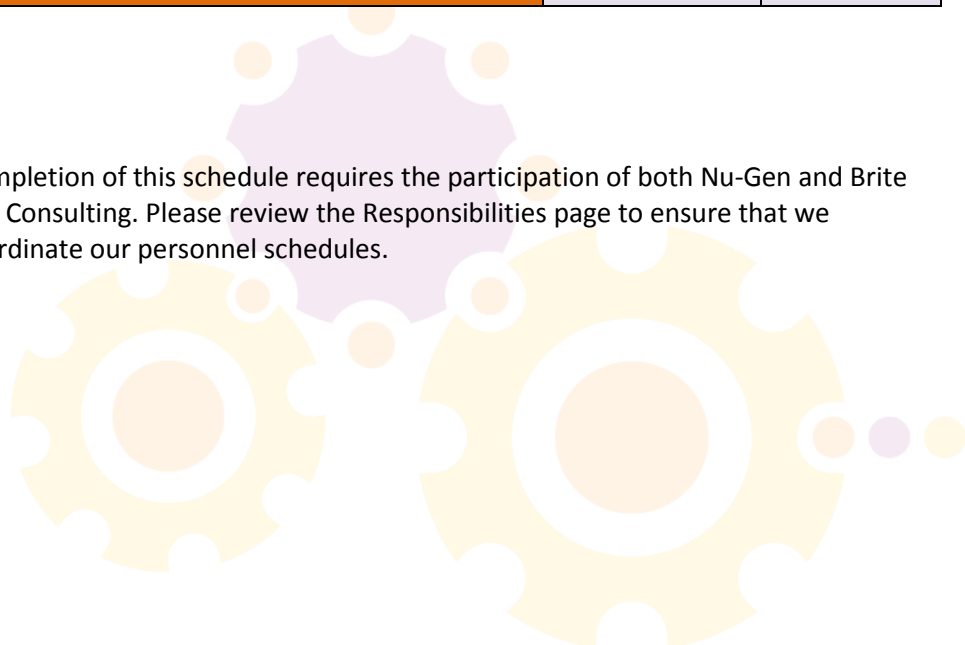 mpletion of this schedule requires the participation of both Nu-Gen and Brite
Consulting. Please review the Responsibilities page to ensure that we
rdinate our personnel schedules.